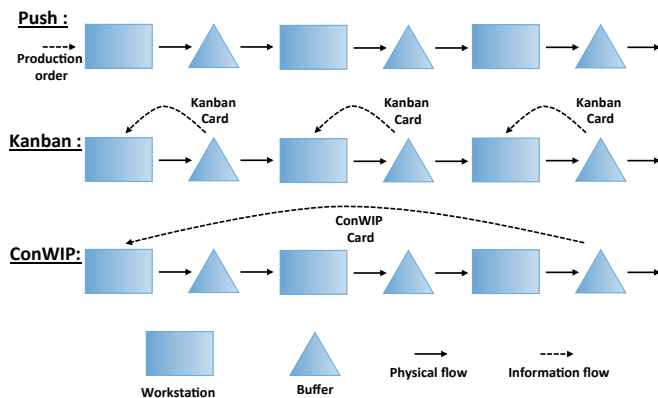 Push :
Production
order
Kanban
Card
Kanban
Card
Kanban
Card
Kanban :
ConWIP
Card
ConWIP:
Workstation
Buffer
Physical flow
Information flow